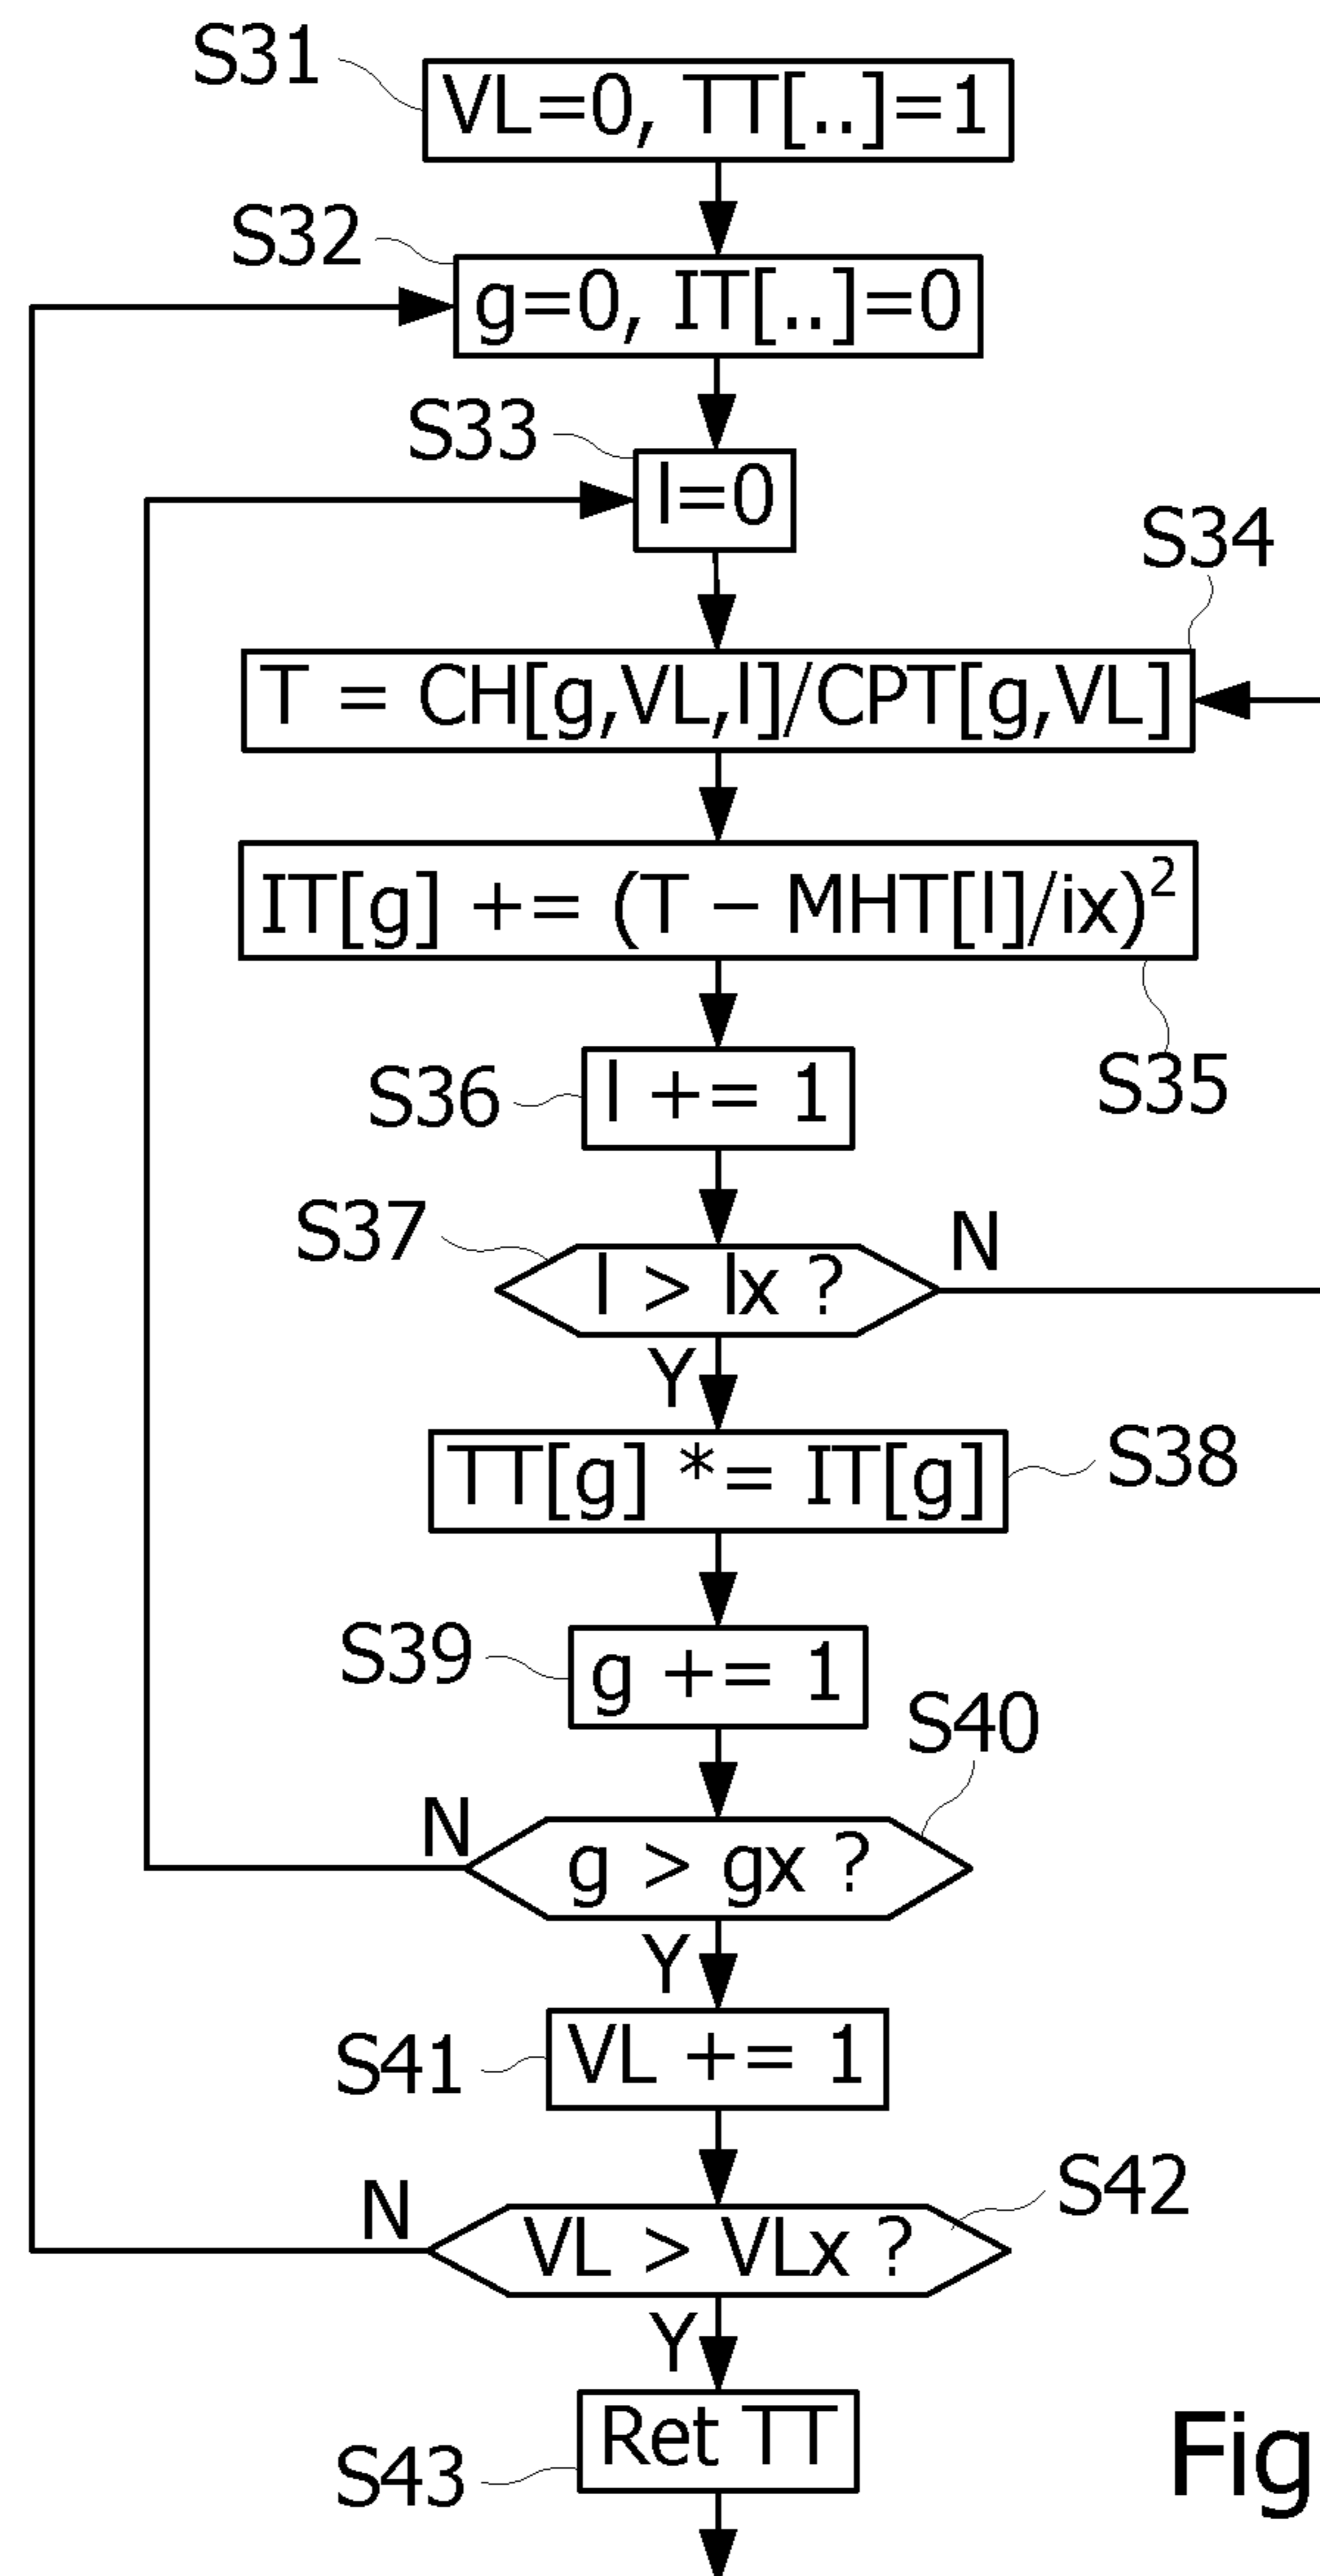 S31
VL=0, TT[..]=1
S32
g=0, IT[..]=0
S33
l=0
S34
T = CH[g,VL,l]/CPT[g,VL]
IT[g] += (T − MHT[l]/ix)²
S35
S36
l += 1
S37
l > lx ?
N
Y
TT[g] *= IT[g]
S38
S39
g += 1
S40
N
g > gx ?
Y
S41
VL += 1
S42
N
VL > VLx ?
Y
Ret TT
S43
Fig